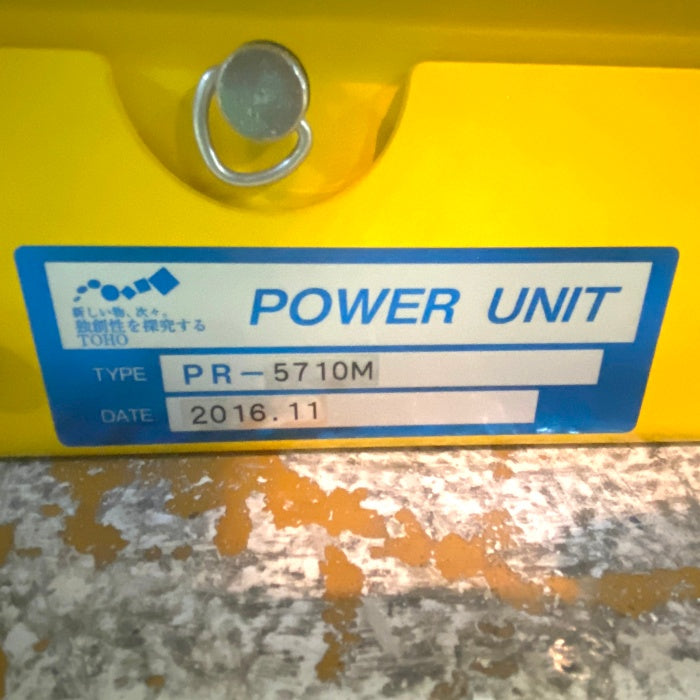 新しい物、次々。
独創性を探究する
TOHO
POWER UNIT
TYPE PR-5710M
DATE 2016.11